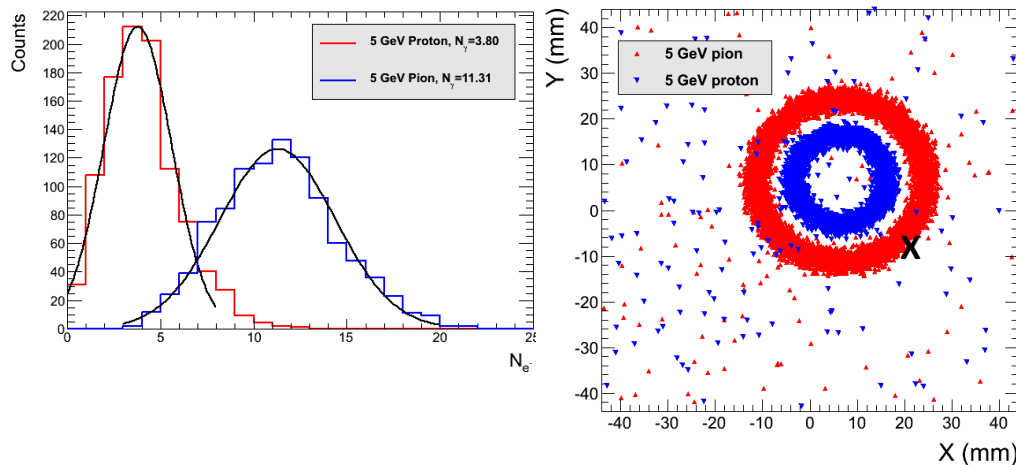 Counts
220
200
180
160
140
120
100
80
60
40
20
0
0 5 10 15 20 25
N_e-
5 GeV Proton, N_γ=3.80
5 GeV Pion, N_γ=11.31
Y (mm)
40
30
20
10
0
-10
-20
-30
-40
-40 -30 -20 -10 0 10 20 30 40
X (mm)
5 GeV pion
5 GeV proton
X